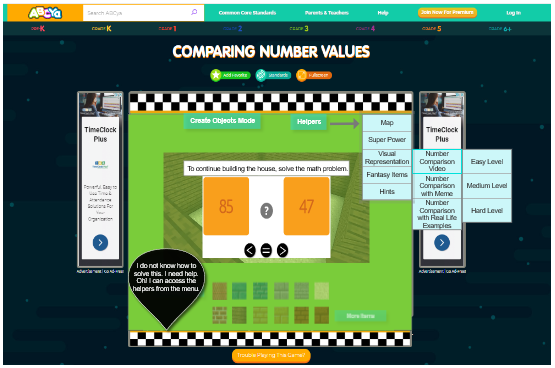 ABCYa
Search ABCya
Common Core Standards
Parents & Teachers
Help
Join Now For Premium
Log In
PRE K
GRADE K
GRADE 1
GRADE 2
GRADE 3
GRADE 4
GRADE 5
GRADE 6+
COMPARING NUMBER VALUES
Add Favorite
Standards
Fullscreen
TimeClock
Plus
Powerful, Easy to
Use Time &
Attendance
Solutions For
Your
Organization
Create Objects Mode
Helpers
Map
Super Power
Visual
Representation
Fantasy Items
Hints
Number
Comparison
Video
Number
Comparison
with Meme
Number
Comparison
with Real Life
Examples
Easy Level
Medium Level
Hard Level
To continue building the house, solve the math problem.
85
?
47
< = >
I do not know how to
solve this. I need help.
Oh! I can access the
helpers from the menu.
More Items
TimeClock
Plus
Trouble Playing This Game?